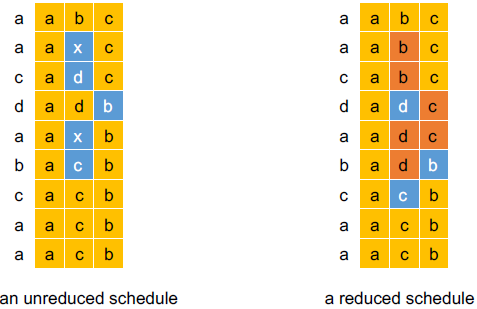 a a b c a a b c
a a x c a a b c
c a d c c a b c
d a d b d a d c
a a x b a a d c
b a c b b a d b
c a c b c a c b
a a c b a a c b
a a c b a a c b
an unreduced schedule a reduced schedule